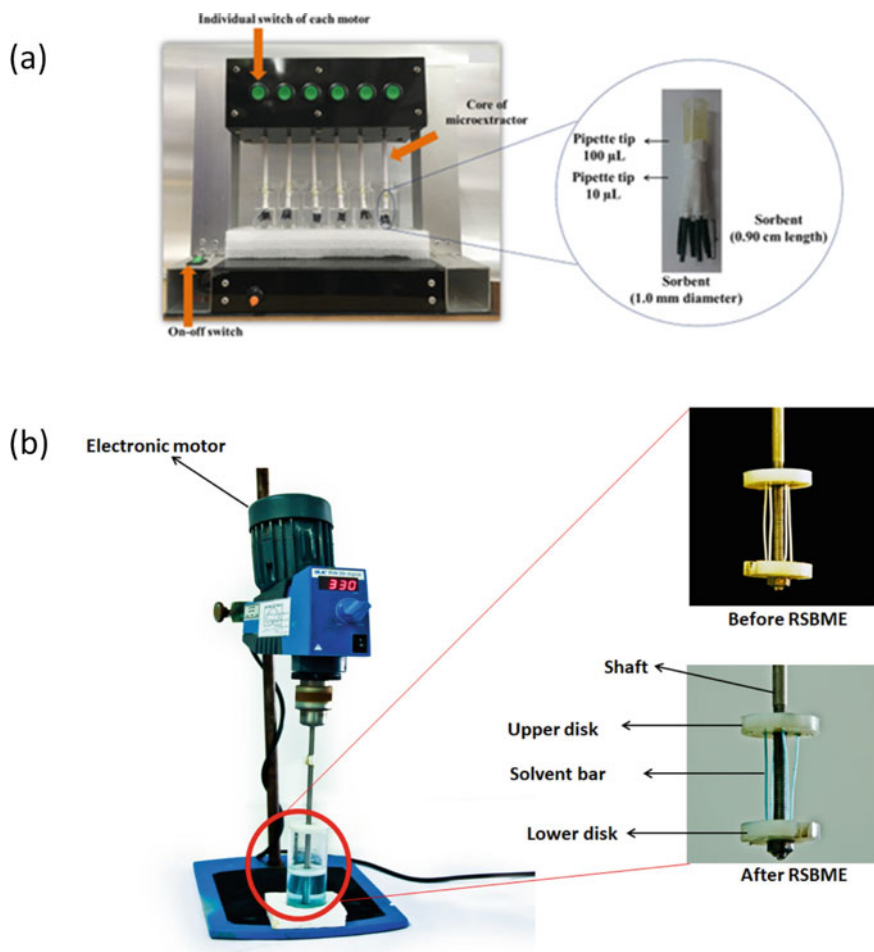 (a)
Individual switch of each motor
Core of
microextractor
Pipette tip
100 µL
Pipette tip
10 µL
Sorbent
(0.90 cm length)
Sorbent
(1.0 mm diameter)
On-off switch
(b)
Electronic motor
330
Before RSBME
Shaft
Upper disk
Solvent bar
Lower disk
After RSBME